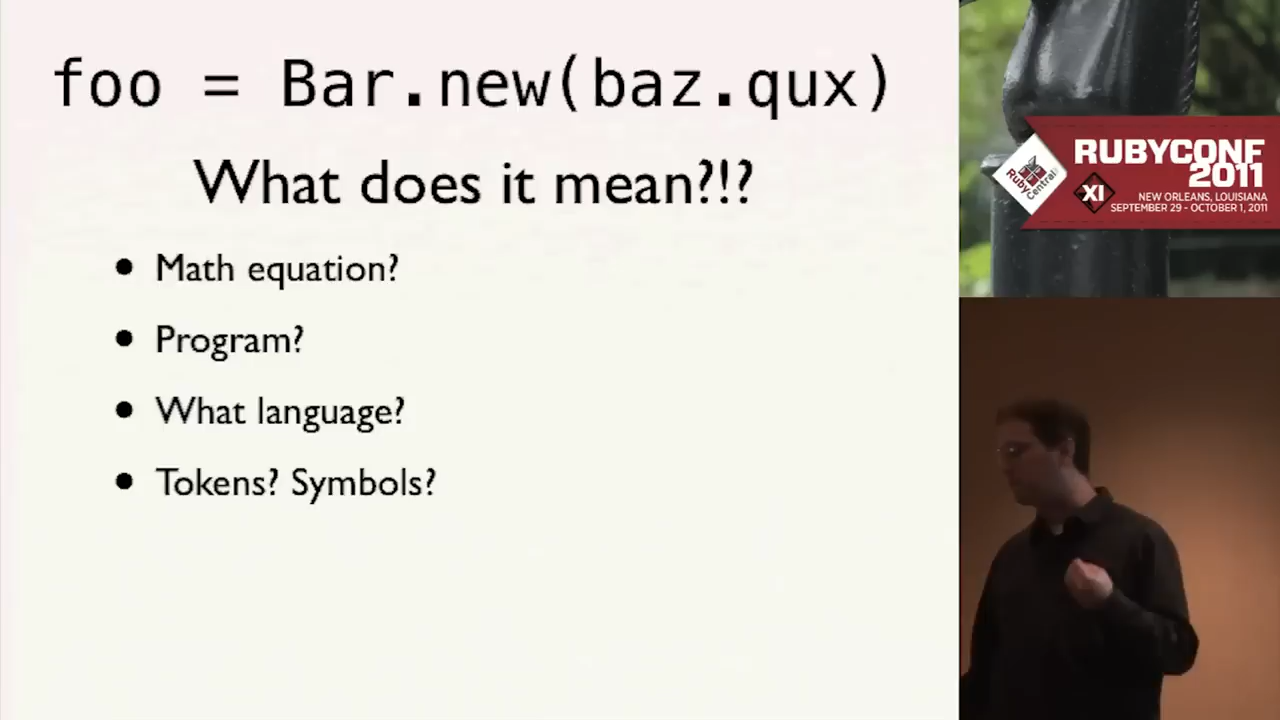 foo = Bar.new(baz.qux)
What does it mean?!?
• Math equation?
• Program?
• What language?
• Tokens? Symbols?
RubyCentral
RUBYCONF
2011
XI
NEW ORLEANS, LOUISIANA
SEPTEMBER 29 - OCTOBER 1, 2011